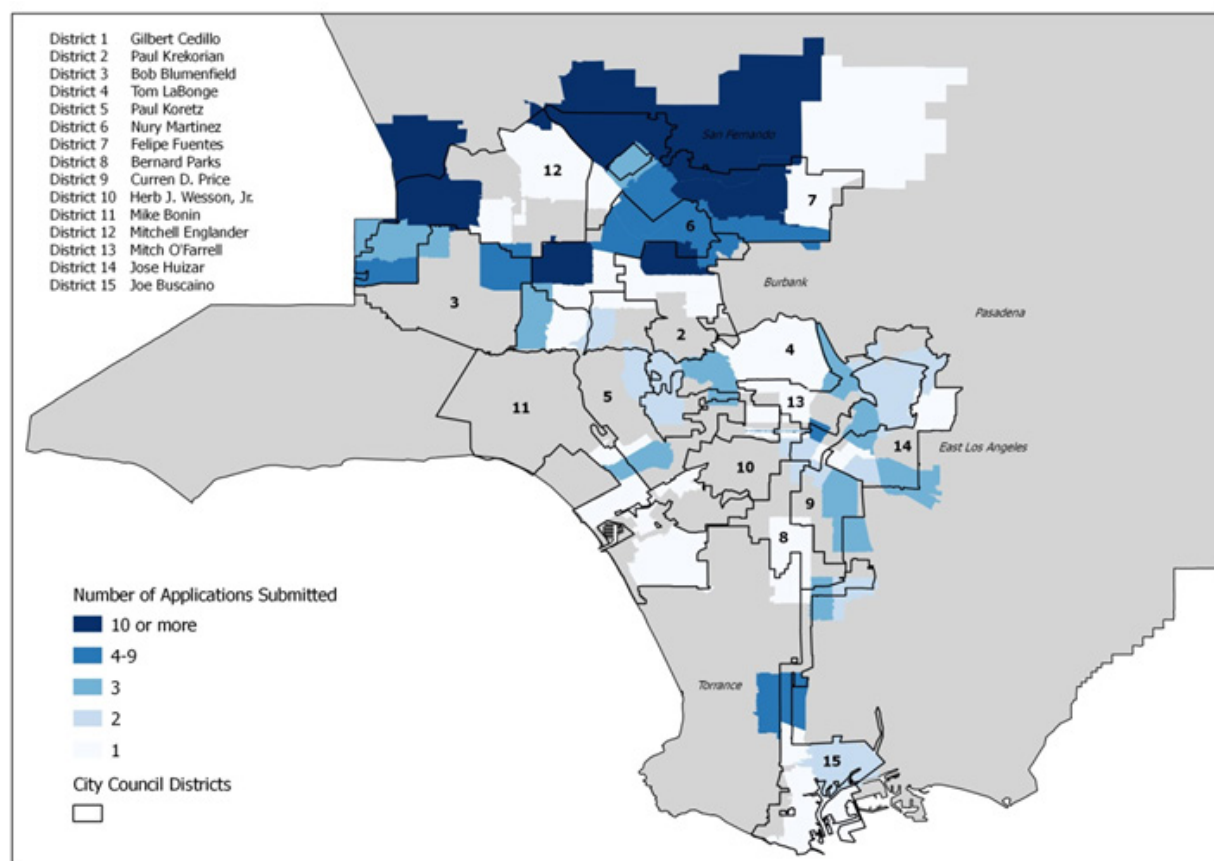 District 1 Gilbert Cedillo
District 2 Paul Krekorian
District 3 Bob Blumenfield
District 4 Tom LaBonge
District 5 Paul Koretz
District 6 Nury Martinez
District 7 Felipe Fuentes
District 8 Bernard Parks
District 9 Curren D. Price
District 10 Herb J. Wesson, Jr.
District 11 Mike Bonin
District 12 Mitchell Englander
District 13 Mitch O'Farrell
District 14 Jose Huizar
District 15 Joe Buscaino
San Fernando
12
7
6
Burbank
3
Pasadena
2
4
5
13
11
14
East Los Angeles
10
9
8
Number of Applications Submitted
10 or more
4-9
3
2
1
City Council Districts
Torrance
15